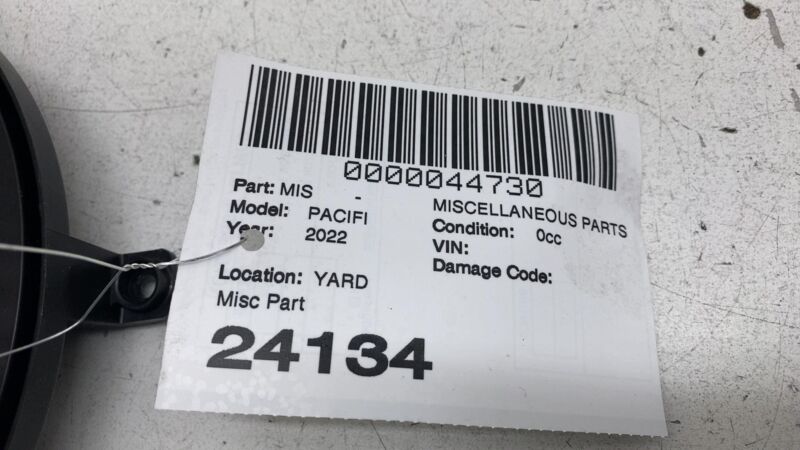 0000044730
Part: MIS -
MISCELLANEOUS PARTS
Model: PACIFI
Condition: 0cc
Year: 2022
VIN:
Damage Code:
Location: YARD
Misc Part
24134